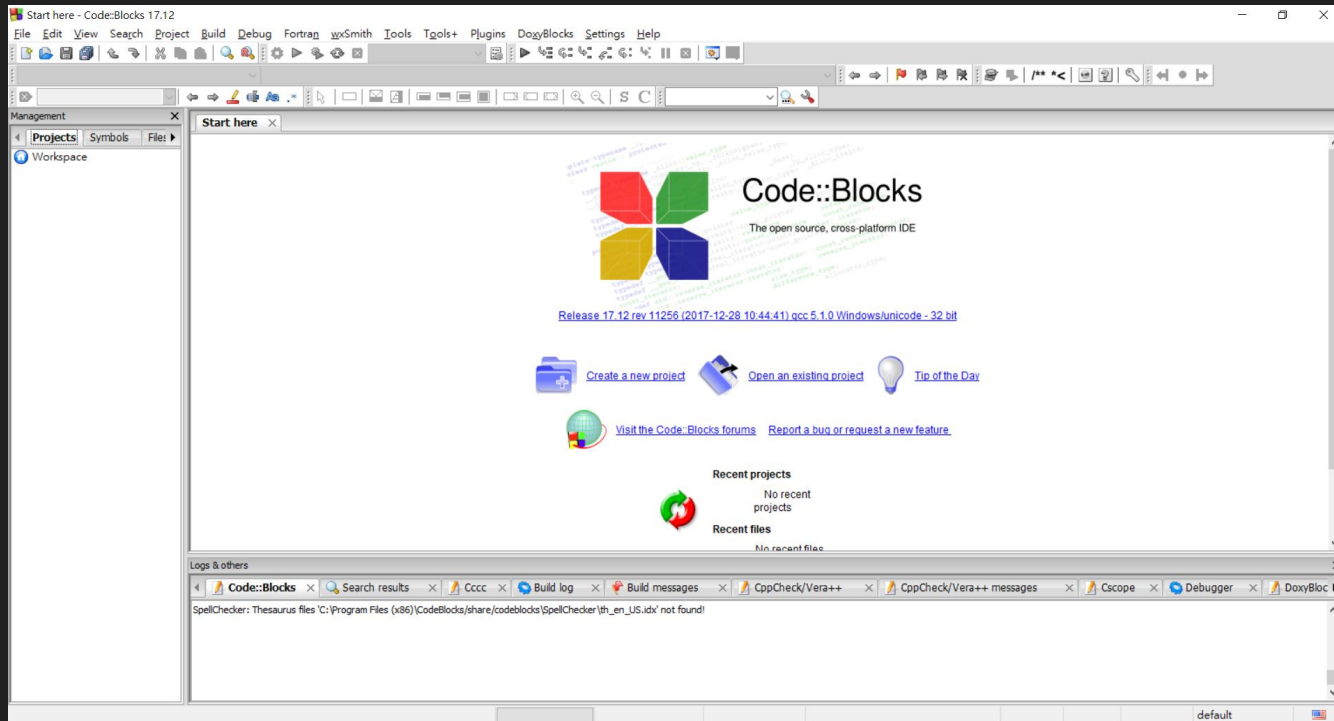 Start here - Code::Blocks 17.12
File Edit View Search Project Build Debug Fortran wxSmith Tools Tools+ Plugins DoxyBlocks Settings Help
/** *<
S C
Management
Projects Symbols Files
Workspace
Start here
Code::Blocks
The open source, cross-platform IDE
Release 17.12 rev 11256 (2017-12-28 10:44:41) gcc 5.1.0 Windows/unicode - 32 bit
Create a new project Open an existing project Tip of the Day
Visit the Code::Blocks forums Report a bug or request a new feature
Recent projects
No recent
projects
Recent files
No recent files
Logs & others
Code::Blocks Search results Cccc Build log Build messages CppCheck/Vera++ CppCheck/Vera++ messages Cscope Debugger DoxyBloc
SpellChecker: Thesaurus files 'C:\Program Files (x86)\CodeBlocks/share/codeblocks\SpellChecker\th_en_US.idx' not found!
default